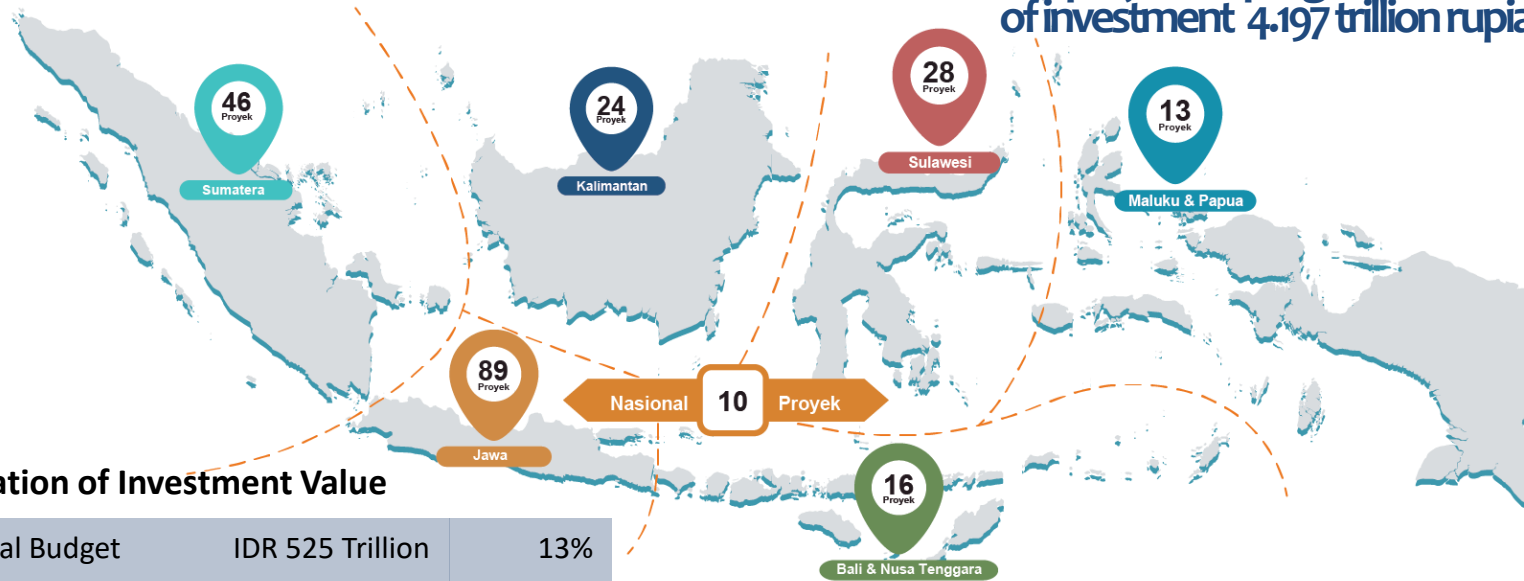 of investment 4.197 trillion rupia
28
Proyek
46
Proyek
24
Proyek
13
Proyek
Sulawesi
Sumatera
Kalimantan
Maluku & Papua
89
Proyek
Nasional 10 Proyek
Jawa
ation of Investment Value
16
Proyek
al Budget IDR 525 Trillion 13%
Bali & Nusa Tenggara